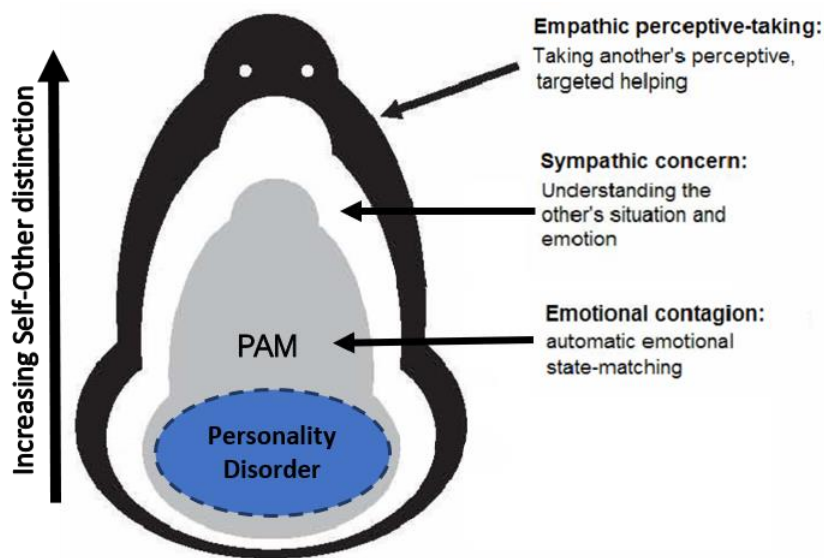 Increasing Self-Other distinction
Empathic perceptive-taking:
Taking another's perceptive,
targeted helping
Sympathic concern:
Understanding the
other's situation and
emotion
Emotional contagion:
automatic emotional
state-matching
PAM
Personality
Disorder